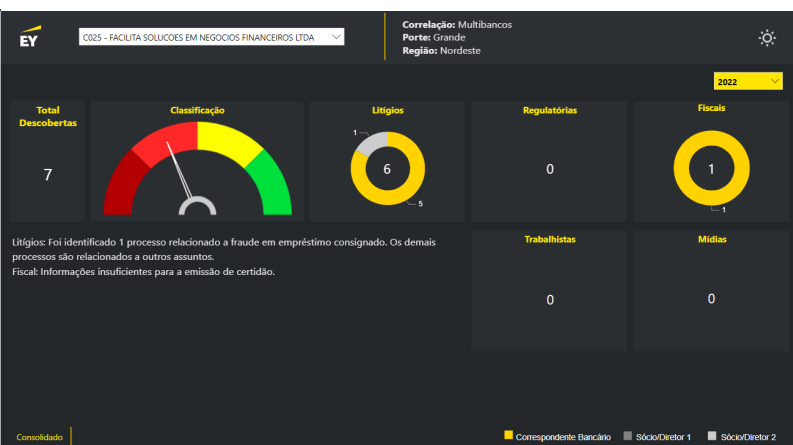 EY
C025 - FACILITA SOLUCOES EM NEGOCIOS FINANCEIROS LTDA
Correlação: Multibancos
Porte: Grande
Região: Nordeste
2022
Total
Descobertas
7
Classificação
Litígios
1
6
5
Regulatórias
0
Fiscais
1
1
Litígios: Foi identificado 1 processo relacionado a fraude em empréstimo consignado. Os demais
processos são relacionados a outros assuntos.
Fiscal: Informações insuficientes para a emissão de certidão.
Trabalhistas
0
Mídias
0
Consolidado
Correspondente Bancário
Sócio/Diretor 1
Sócio/Diretor 2